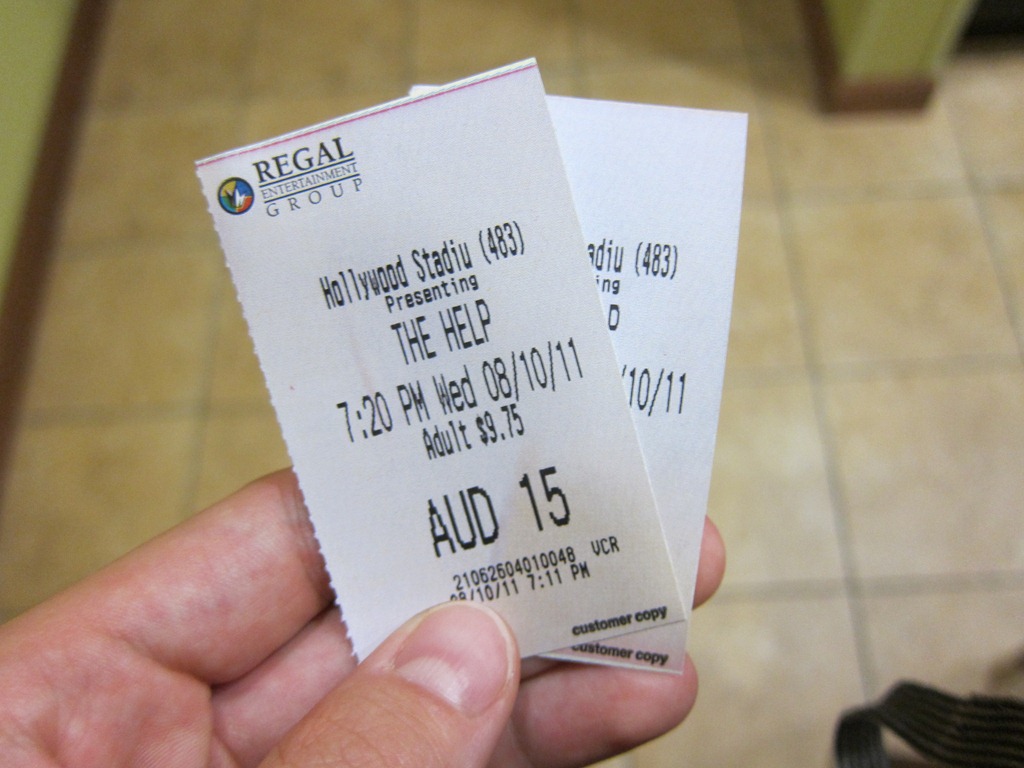 REGAL
ENTERTAINMENT
GROUP
Hollywood Stadiu (483)
Presenting
THE HELP
7:20 PM Wed 08/10/11
Adult $9.75
AUD 15
21062604010048 VCR
08/10/11 7:11 PM
customer copy
adiu (483)
ing
/10/11
customer copy